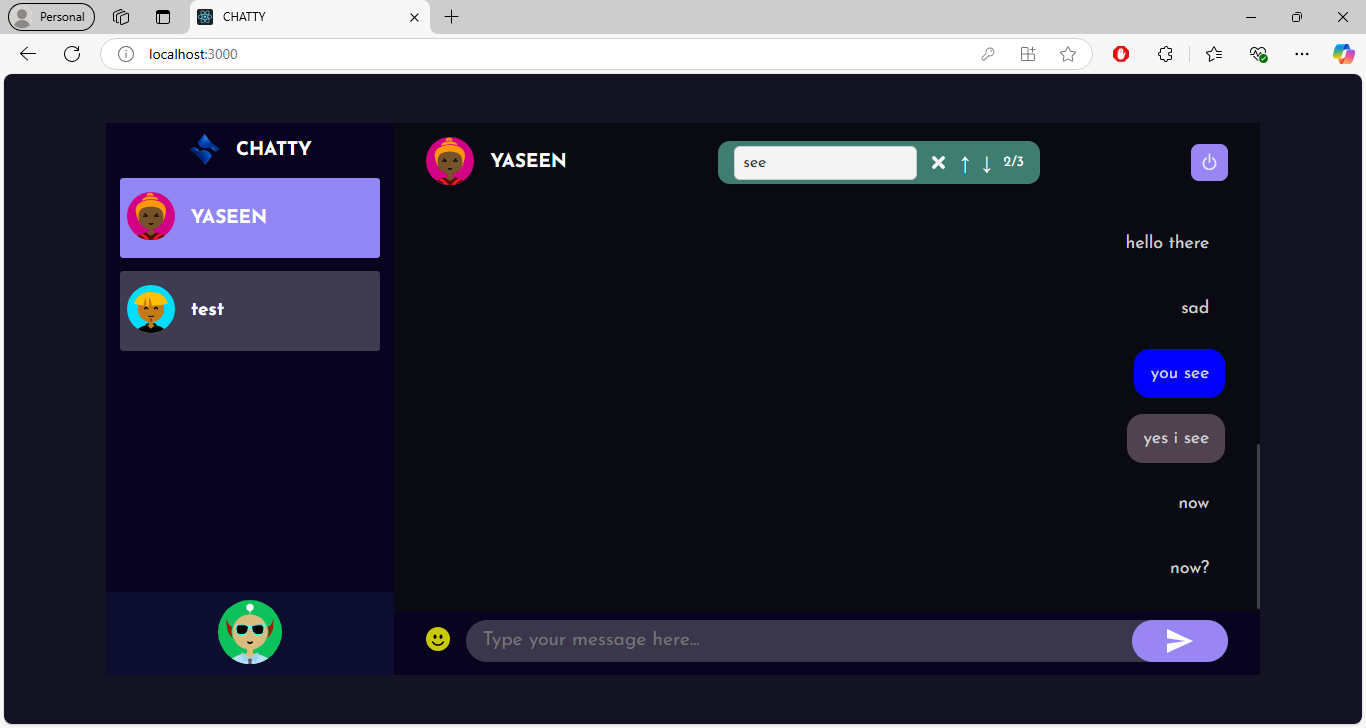 Personal
CHATTY
localhost:3000
CHATTY
YASEEN
test
YASEEN
see
2/3
hello there
sad
you see
yes i see
now
now?
Type your message here...